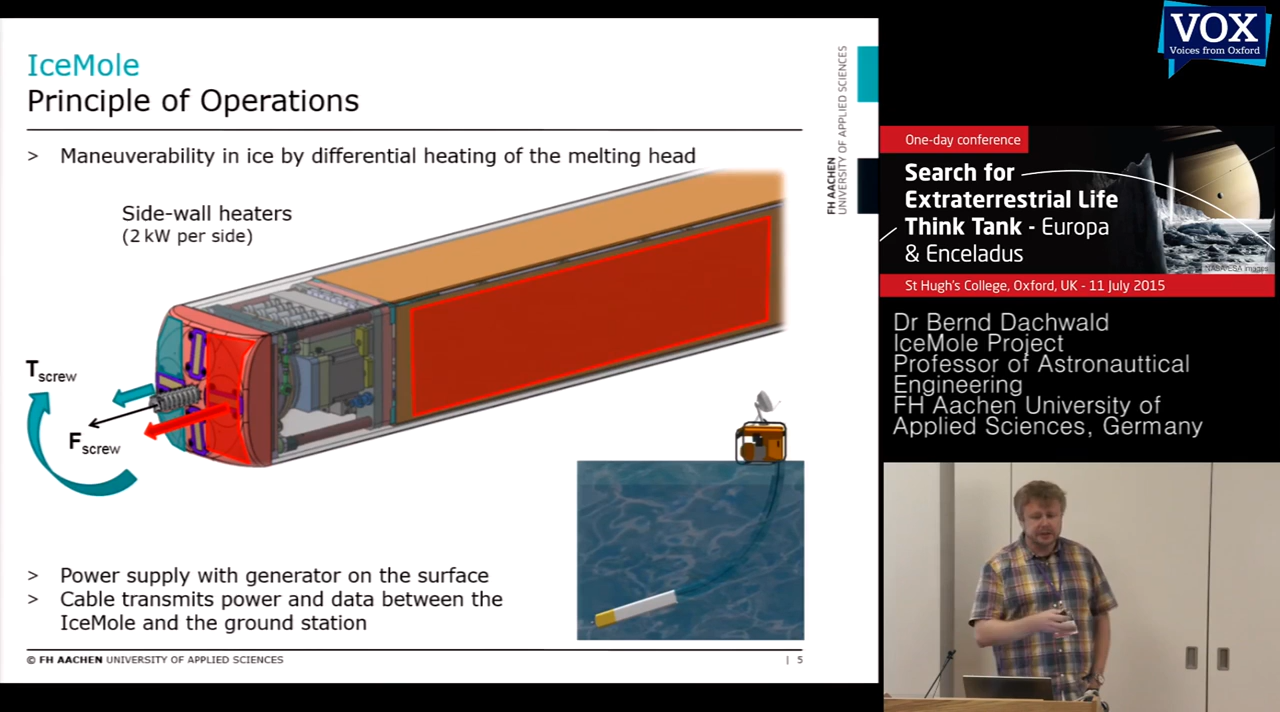 IceMole
Principle of Operations
> Maneuverability in ice by differential heating of the melting head
Side-wall heaters
(2 kW per side)
Tscrew
Fscrew
> Power supply with generator on the surface
> Cable transmits power and data between the
IceMole and the ground station
© FH AACHEN UNIVERSITY OF APPLIED SCIENCES
| 5
FH AACHEN
UNIVERSITY OF APPLIED SCIENCES
VOX
Voices from Oxford
One-day conference
Search for
Extraterrestrial Life
Think Tank - Europa
& Enceladus
NASA/ESA images
St Hugh's College, Oxford, UK - 11 July 2015
Dr Bernd Dachwald
IceMole Project
Professor of Astronauttical
Engineering
FH Aachen University of
Applied Sciences, Germany